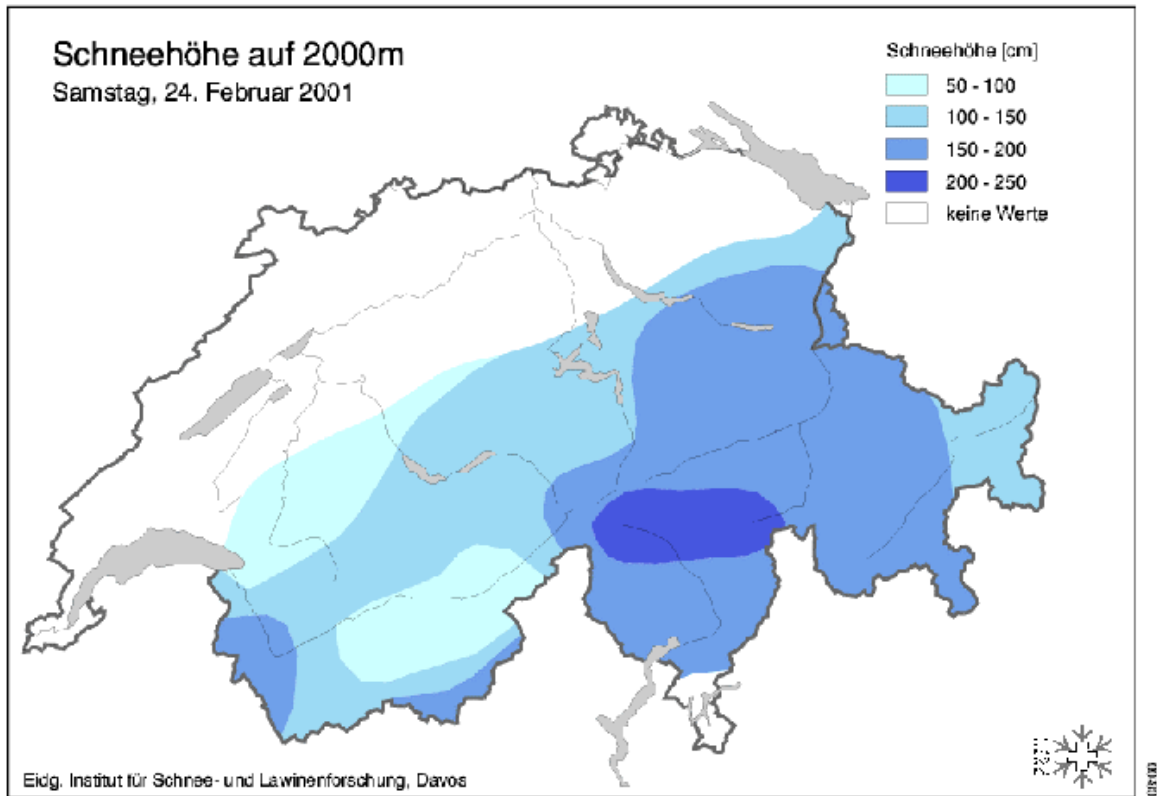 Schneehöhe auf 2000m
Samstag, 24. Februar 2001
Schneehöhe [cm]
50 - 100
100 - 150
150 - 200
200 - 250
keine Werte
Eidg. Institut für Schnee- und Lawinenforschung, Davos